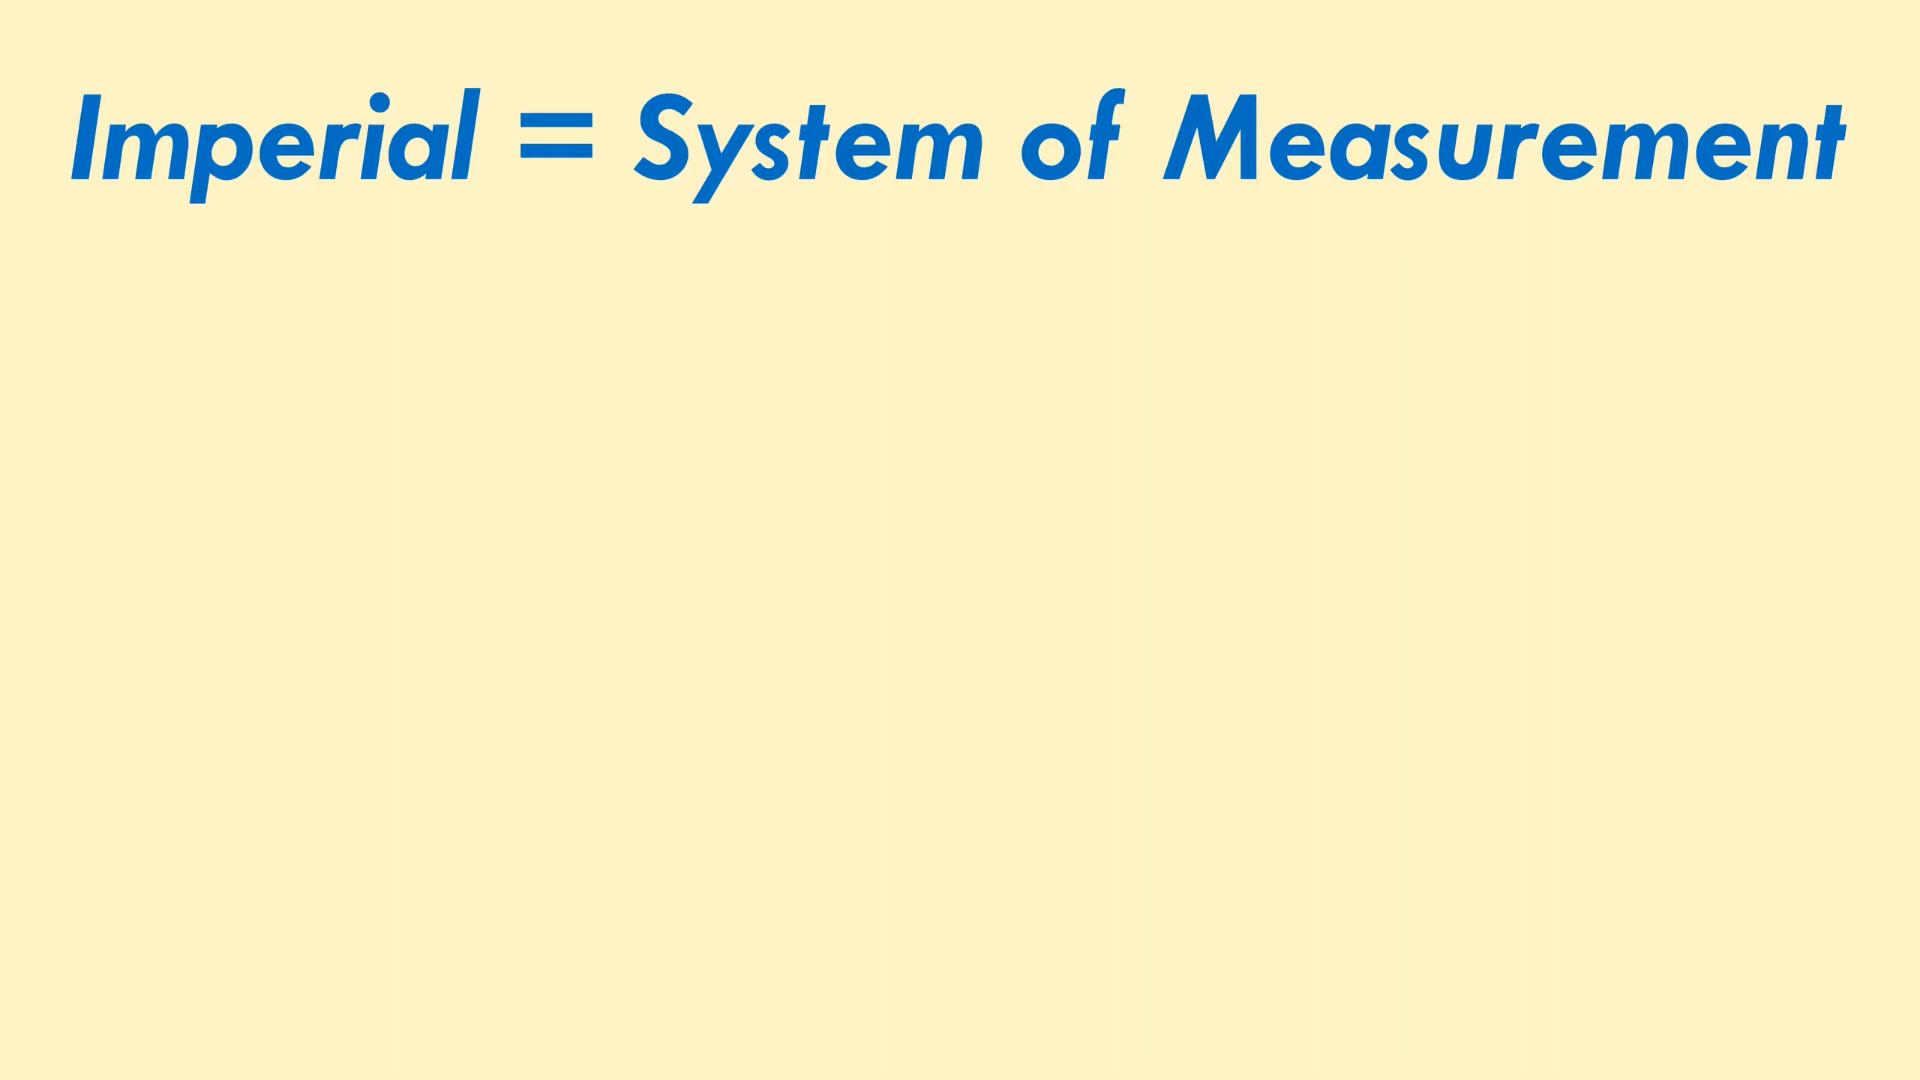 Imperial = System of Measurement